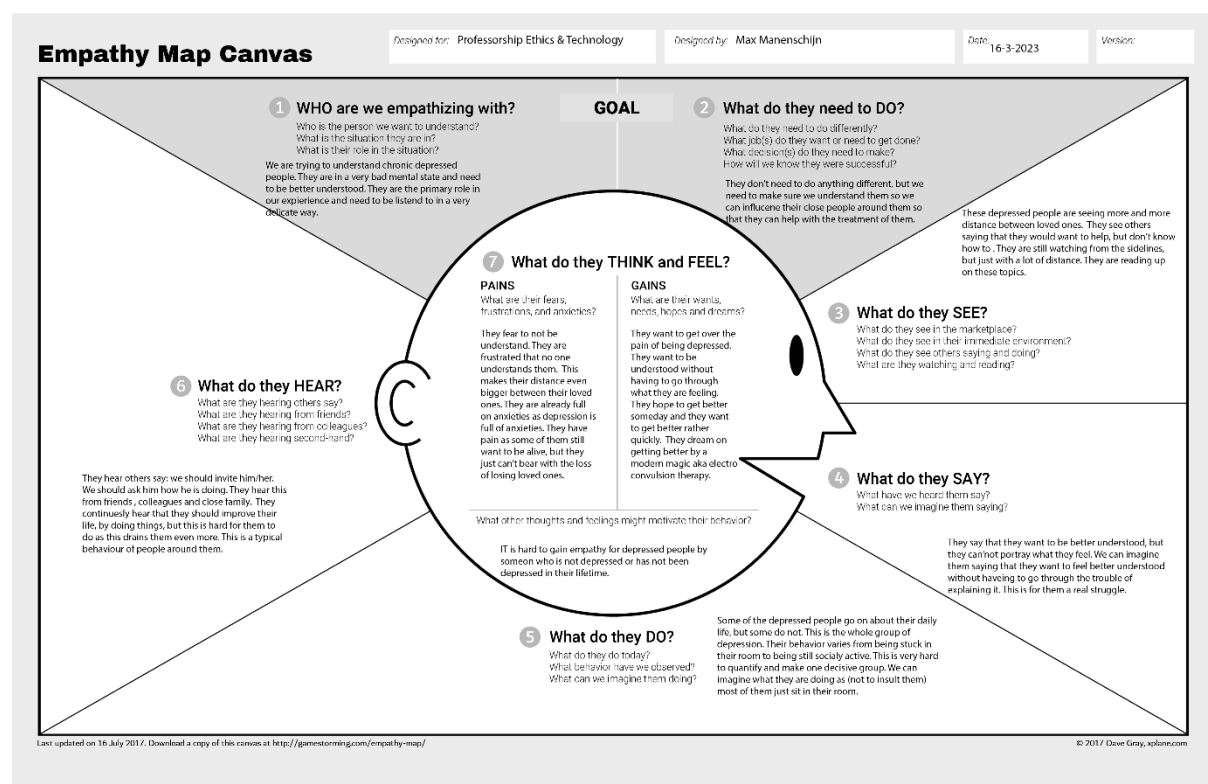 Empathy Map Canvas
Designed for: Professorship Ethics & Technology
Designed by: Max Manenschijn
Date: 16-3-2023
Version:
1 WHO are we empathizing with?
Who is the person we want to understand?
What is the situation they are in?
What is their role in the situation?
We are trying to understand chronic depressed
people. They are in a very bad mental state and need
to be better understood. They are the primary role in
our expierience and need to be listend to in a very
delicate way.
GOAL
2 What do they need to DO?
What do they need to do differently?
What job(s) do they want or need to get done?
What decision(s) do they need to make?
How will we know they were successful?
They don't need to do anything different, but we
need to make sure we understand them so we
can influcene their close people around them so
that they can help with the treatment of them.
These depressed people are seeing more and more
distance between loved ones. They see others
saying that they would want to help, but don't know
how to . They are still watching from the sidelines,
but just with a lot of distance. They are reading up
on these topics.
3 What do they SEE?
What do they see in the marketplace?
What do they see in their immediate environment?
What do they see others saying and doing?
What are they watching and reading?
4 What do they SAY?
What have we heard them say?
What can we imagine them saying?
They say that they want to be better understood, but
they can'not portray what they feel. We can imagine
them saying that they want to feel better understood
without haveing to go through the trouble of
explaining it. This is for them a real struggle.
5 What do they DO?
What do they do today?
What behavior have we observed?
What can we imagine them doing?
Some of the depressed people go on about their daily
life, but some do not. This is the whole group of
depression. Their behavior varies from being stuck in
their room to being still socialy active. This is very hard
to quantify and make one decisive group. We can
imagine what they are doing as (not to insult them)
most of them just sit in their room.
6 What do they HEAR?
What are they hearing others say?
What are they hearing from friends?
What are they hearing from colleagues?
What are they hearing second-hand?
They hear others say: we should invite him/her.
We should ask him how he is doing. They hear this
from friends , colleagues and close family. They
continuesly hear that they should improve their
life, by doing things, but this is hard for them to
do as this drains them even more. This is a typical
behaviour of people around them.
7 What do they THINK and FEEL?
PAINS
What are their fears,
frustrations, and anxieties?
They fear to not be
understand. They are
frustrated that no one
understands them. This
makes their distance even
bigger between their loved
ones. They are already full
on anxieties as depression is
full of anxieties. They have
pain as some of them still
want to be alive, but they
just can't bear with the loss
of losing loved ones.
GAINS
What are their wants,
needs, hopes and dreams?
They want to get over the
pain of being depressed.
They want to be
understood without
having to go through
what they are feeling.
They hope to get better
someday and they want
to get better rather
quickly. They dream on
getting better by a
modern magic aka electro
convulsion therapy.
What other thoughts and feelings might motivate their behavior?
IT is hard to gain empathy for depressed people by
someon who is not depressed or has not been
depressed in their lifetime.
Last updated on 16 July 2017. Download a copy of this canvas at http://gamestorming.com/empathy-map/
© 2017 Dave Gray, xplane.com